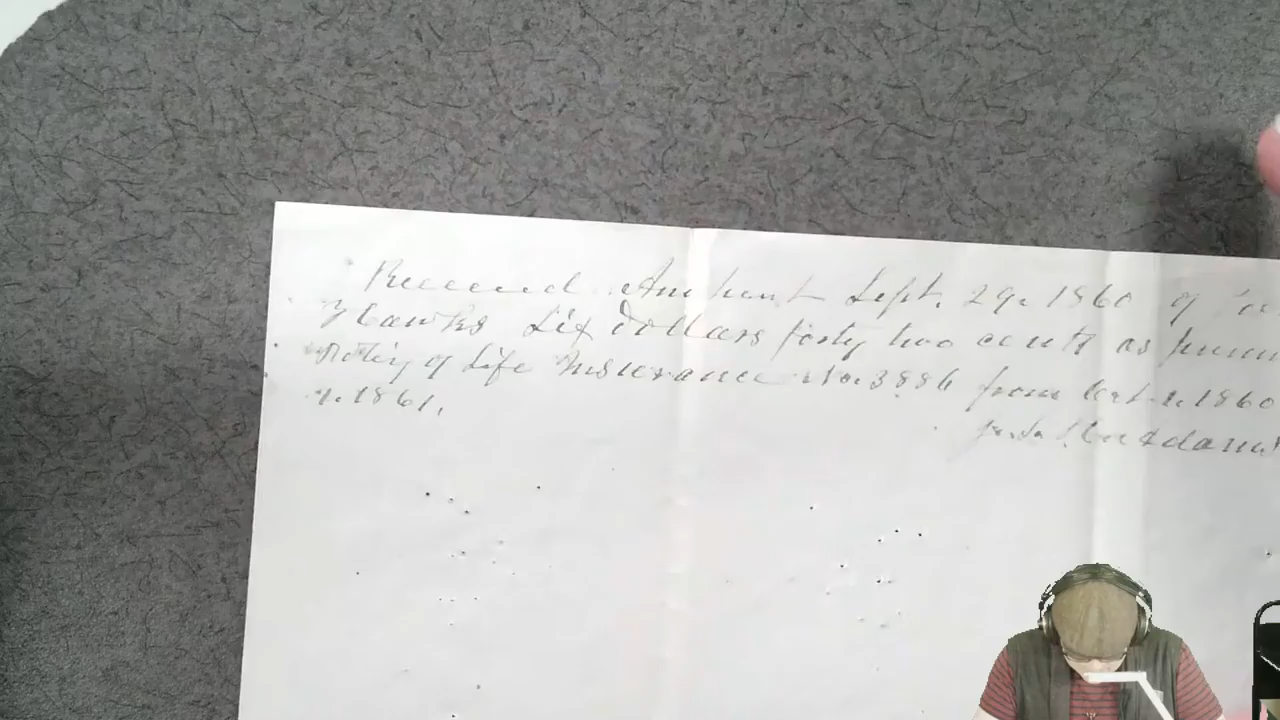 Received Amherst Sept. 29. 1860 of
Hawks Six dollars forty two cents as
Policy of Life Insurance No. 3886 from Oct. 1. 1860
1. 1861.